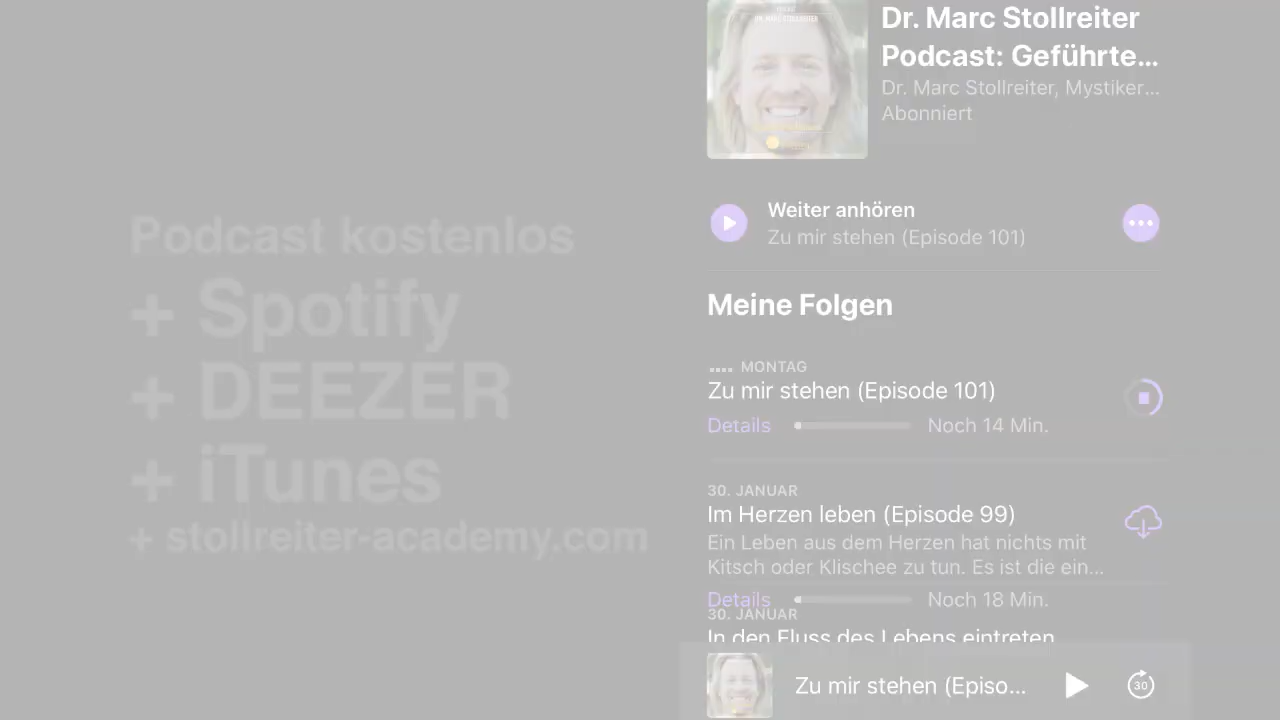 Podcast kostenlos
+ Spotify
+ DEEZER
+ iTunes
+ stollreiter-academy.com
DR. MARC STOLLREITER
Dr. Marc Stollreiter
Podcast: Geführte...
Dr. Marc Stollreiter, Mystiker...
Abonniert
Weiter anhören
Zu mir stehen (Episode 101)
Meine Folgen
MONTAG
Zu mir stehen (Episode 101)
Details
Noch 14 Min.
30. JANUAR
Im Herzen leben (Episode 99)
Ein Leben aus dem Herzen hat nichts mit
Kitsch oder Klischee zu tun. Es ist die ein...
Details
Noch 18 Min.
30. JANUAR
In den Fluss des Lebens eintreten
Zu mir stehen (Episo...
30